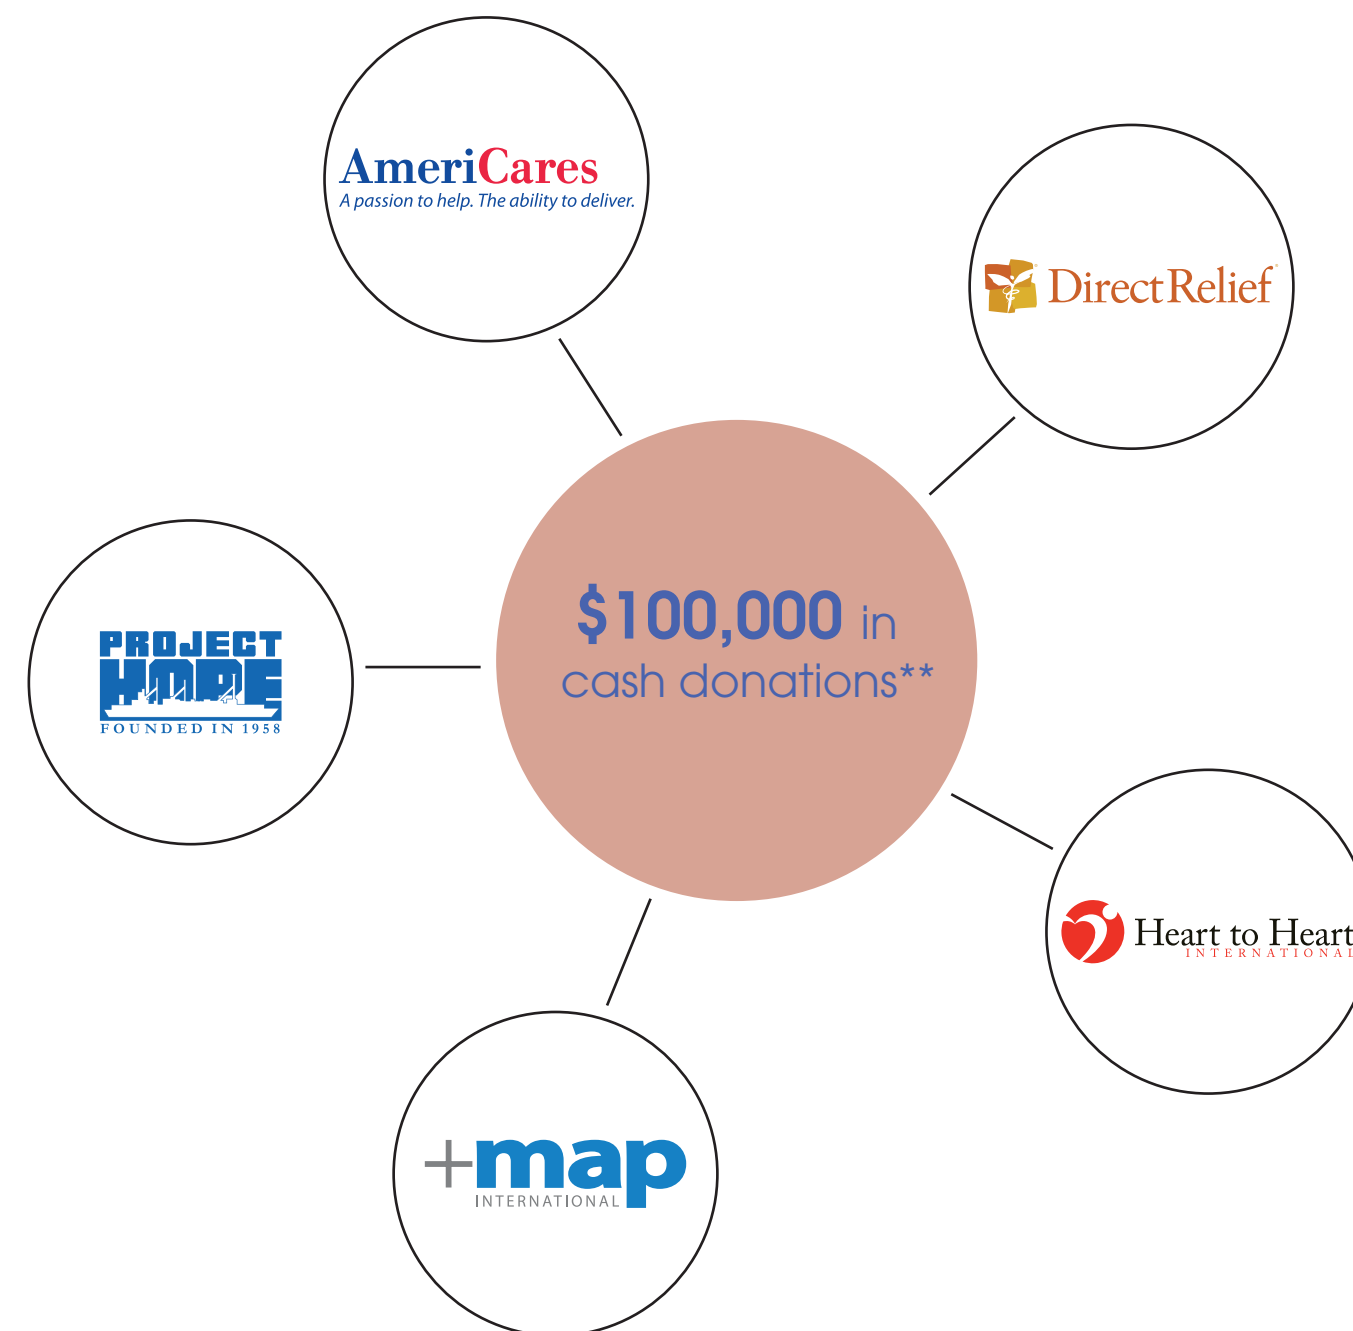 AmeriCares
A passion to help. The ability to deliver.
DirectRelief
$100,000 in
cash donations**
PROJECT
HOPE
FOUNDED IN 1958
Heart to Heart
INTERNATIONAL
+map
INTERNATIONAL